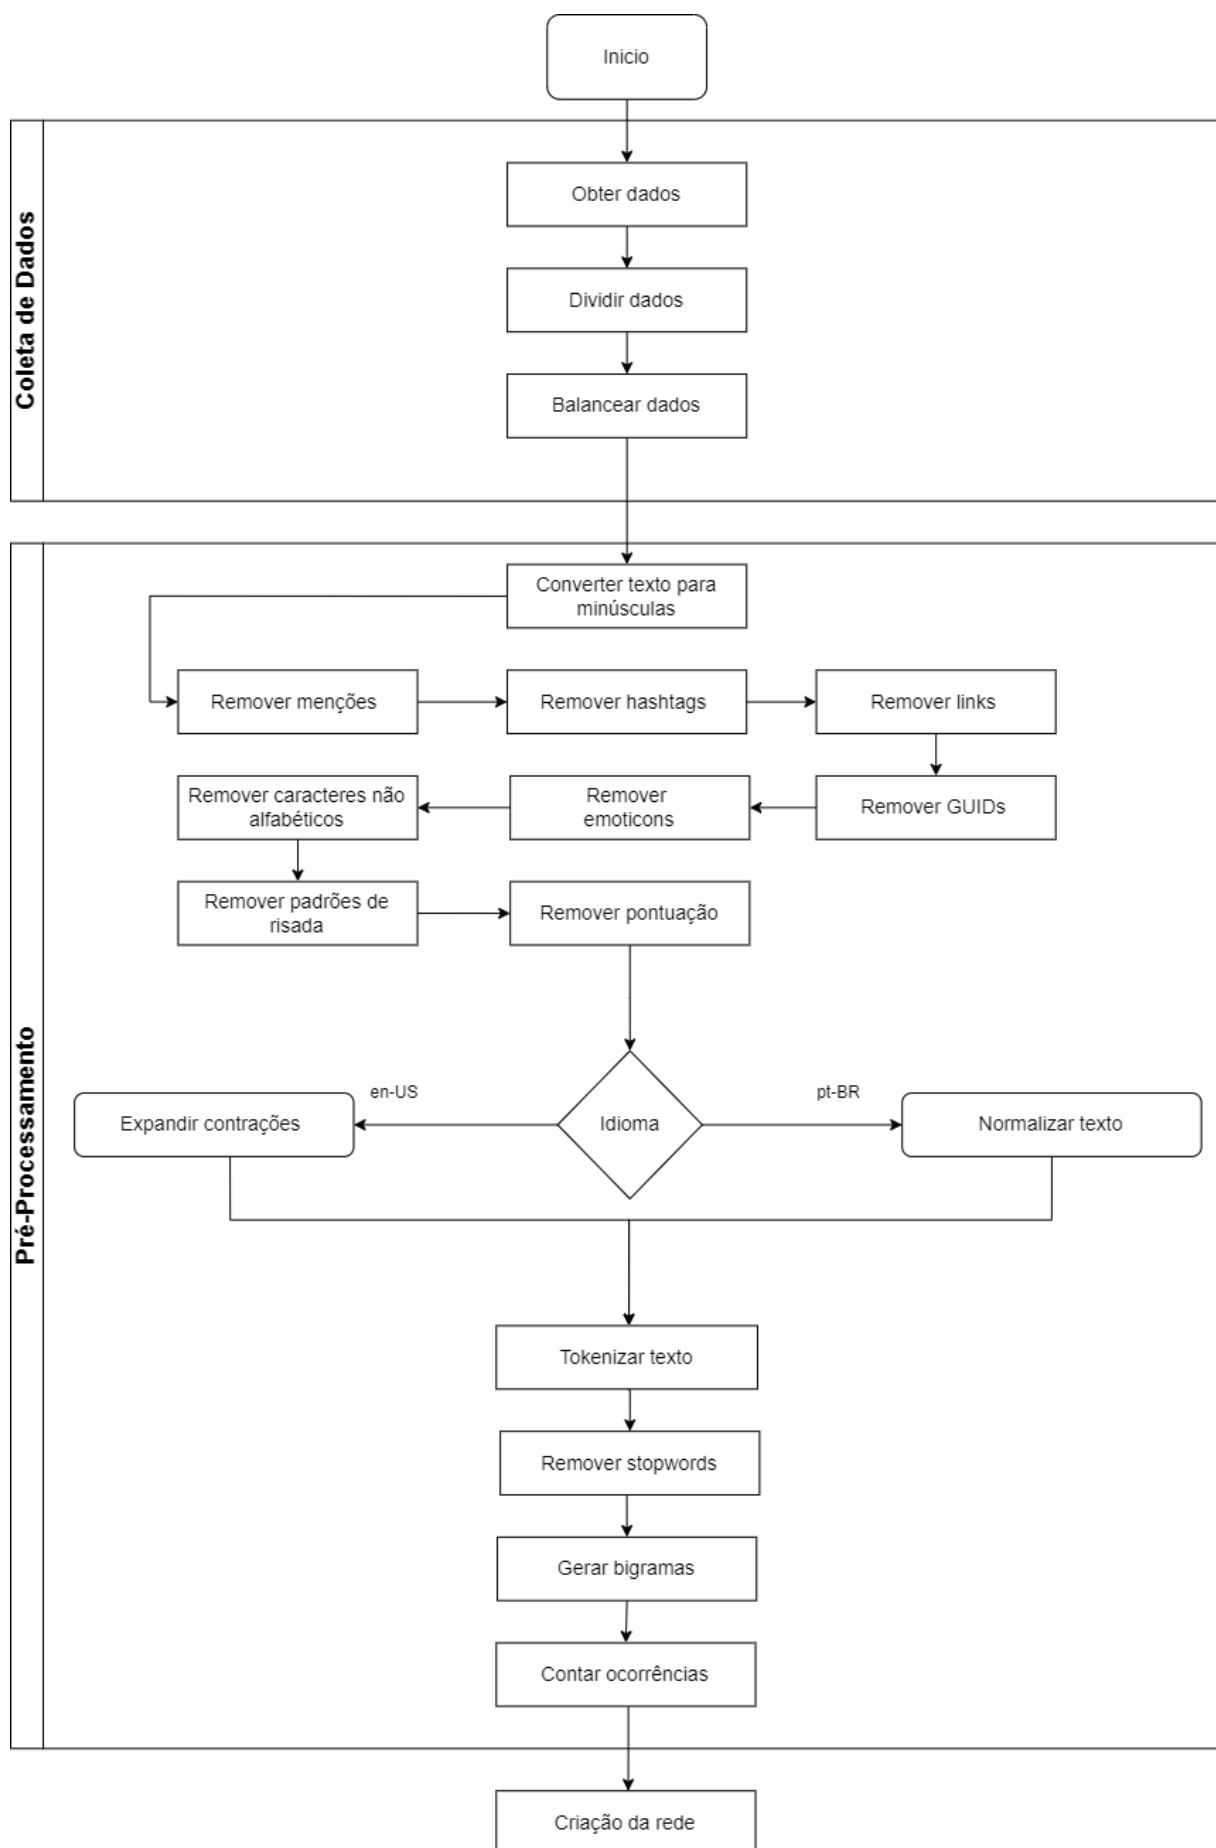 Inicio
Coleta de Dados
Obter dados
Dividir dados
Balancear dados
Pré-Processamento
Converter texto para
minúsculas
Remover menções
Remover hashtags
Remover links
Remover GUIDs
Remover
emoticons
Remover caracteres não
alfabéticos
Remover padrões de
risada
Remover pontuação
Idioma
en-US
pt-BR
Expandir contrações
Normalizar texto
Tokenizar texto
Remover stopwords
Gerar bigramas
Contar ocorrências
Criação da rede